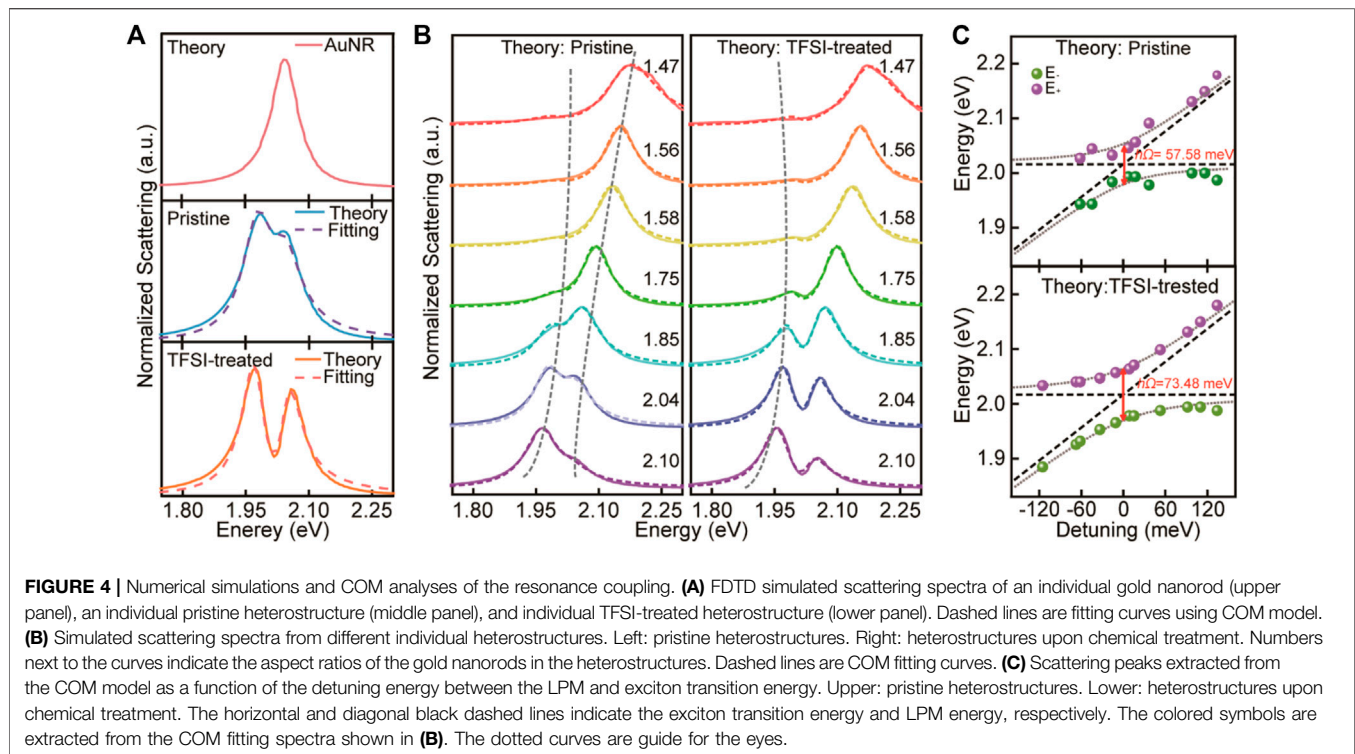 A
Theory
AuNR
Pristine
Theory
Fitting
TFSI-treated
Theory
Fitting
Normalized Scattering (a.u.)
1.80 1.95 2.10 2.25
Enerey (eV)
B
Theory: Pristine
Theory: TFSI-treated
1.47
1.56
1.58
1.75
1.85
2.04
2.10
1.47
1.56
1.58
1.75
1.85
2.04
2.10
Normalized Scattering (a.u.)
1.80 1.95 2.10 2.25
1.80 1.95 2.10 2.25
Energy (eV)
C
Theory: Pristine
E-
E+
ℏΩ= 57.58 meV
2.2
2.1
2.0
1.9
Energy (eV)
Theory:TFSI-trested
ℏΩ=73.48 meV
2.2
2.1
2.0
1.9
Energy (eV)
-120 -60 0 60 120
Detuning (meV)
FIGURE 4 | Numerical simulations and COM analyses of the resonance coupling. (A) FDTD simulated scattering spectra of an individual gold nanorod (upper
panel), an individual pristine heterostructure (middle panel), and individual TFSI-treated heterostructure (lower panel). Dashed lines are fitting curves using COM model.
(B) Simulated scattering spectra from different individual heterostructures. Left: pristine heterostructures. Right: heterostructures upon chemical treatment. Numbers
next to the curves indicate the aspect ratios of the gold nanorods in the heterostructures. Dashed lines are COM fitting curves. (C) Scattering peaks extracted from
the COM model as a function of the detuning energy between the LPM and exciton transition energy. Upper: pristine heterostructures. Lower: heterostructures upon
chemical treatment. The horizontal and diagonal black dashed lines indicate the exciton transition energy and LPM energy, respectively. The colored symbols are
extracted from the COM fitting spectra shown in (B). The dotted curves are guide for the eyes.